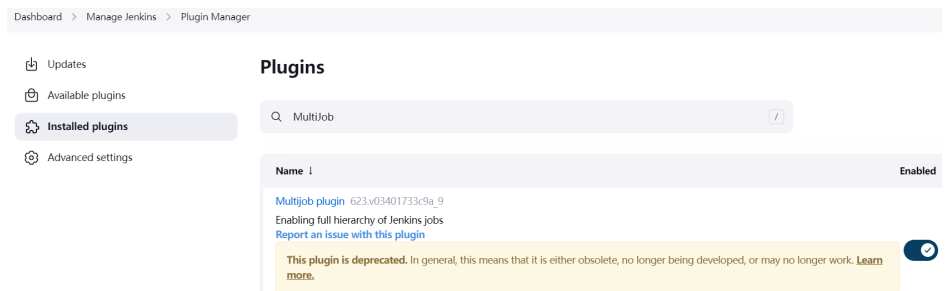 Dashboard > Manage Jenkins > Plugin Manager
Updates
Available plugins
Installed plugins
Advanced settings
Plugins
MultiJob
/
Name ↓
Enabled
Multijob plugin 623.v03401733c9a_9
Enabling full hierarchy of Jenkins jobs
Report an issue with this plugin
This plugin is deprecated. In general, this means that it is either obsolete, no longer being developed, or may no longer work. Learn
more.